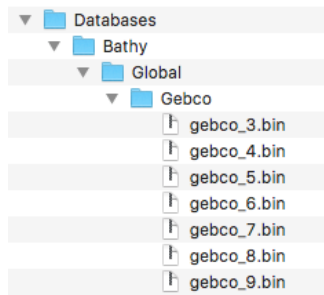 Databases
Bathy
Global
Gebco
gebco_3.bin
gebco_4.bin
gebco_5.bin
gebco_6.bin
gebco_7.bin
gebco_8.bin
gebco_9.bin